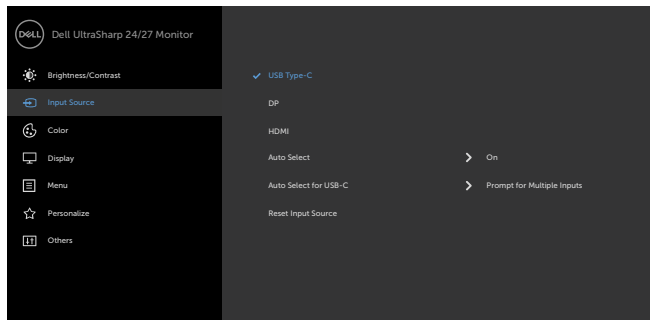 DELL Dell UltraSharp 24/27 Monitor
Brightness/Contrast
USB Type-C
Input Source
DP
Color
HDMI
Display
Auto Select On
Menu
Auto Select for USB-C Prompt for Multiple Inputs
Personalize
Reset Input Source
Others